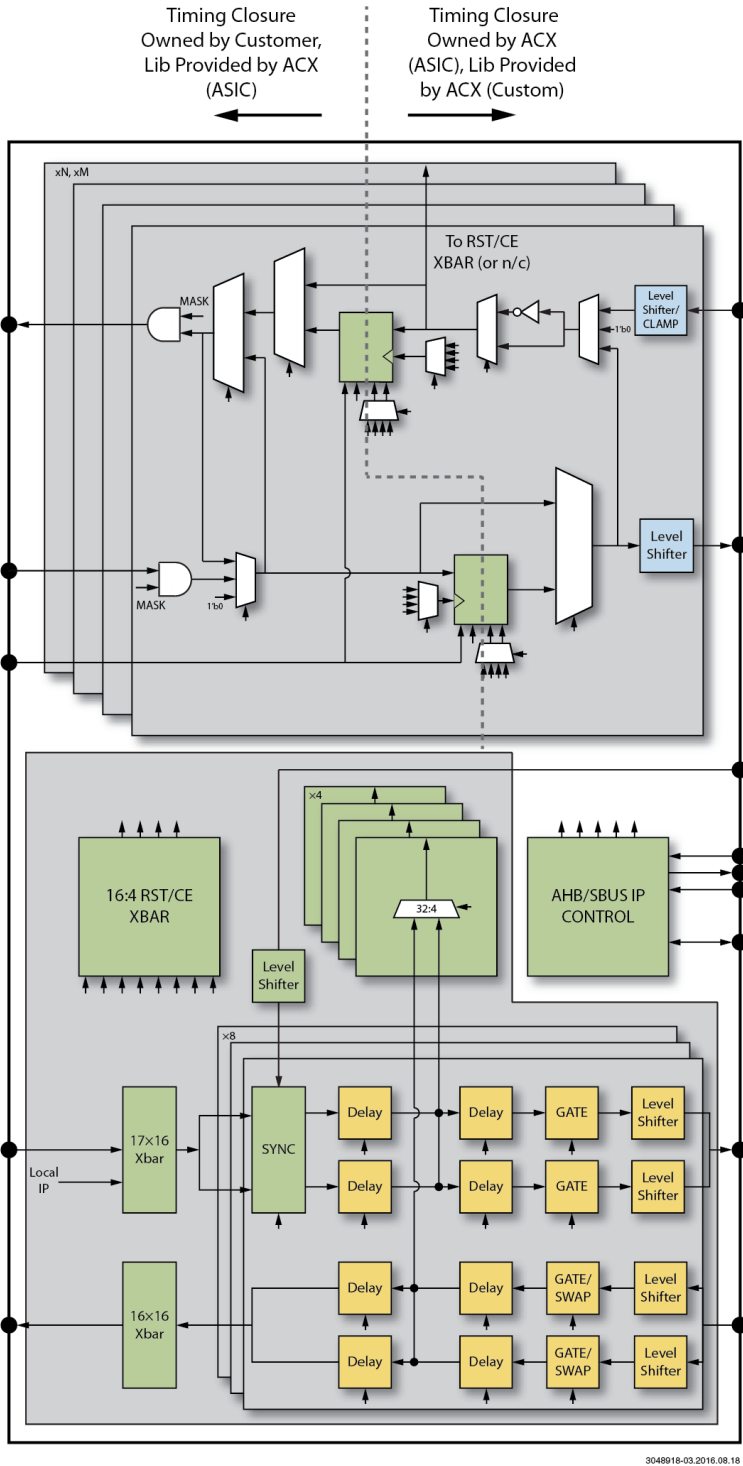 Timing Closure
Owned by Customer,
Lib Provided by ACX
(ASIC)
Timing Closure
Owned by ACX
(ASIC), Lib Provided
by ACX (Custom)
xN, xM
To RST/CE
XBAR (or n/c)
MASK
Level
Shifter/
CLAMP
1'b0
Level
Shifter
MASK
1'b0
×4
32:4
16:4 RST/CE
XBAR
AHB/SBUS IP
CONTROL
Level
Shifter
×8
17×16
Xbar
Local
IP
SYNC
Delay
Delay
GATE
Level
Shifter
Delay
Delay
GATE
Level
Shifter
16×16
Xbar
Delay
Delay
GATE/
SWAP
Level
Shifter
Delay
Delay
GATE/
SWAP
Level
Shifter
3048918-03.2016.08.18